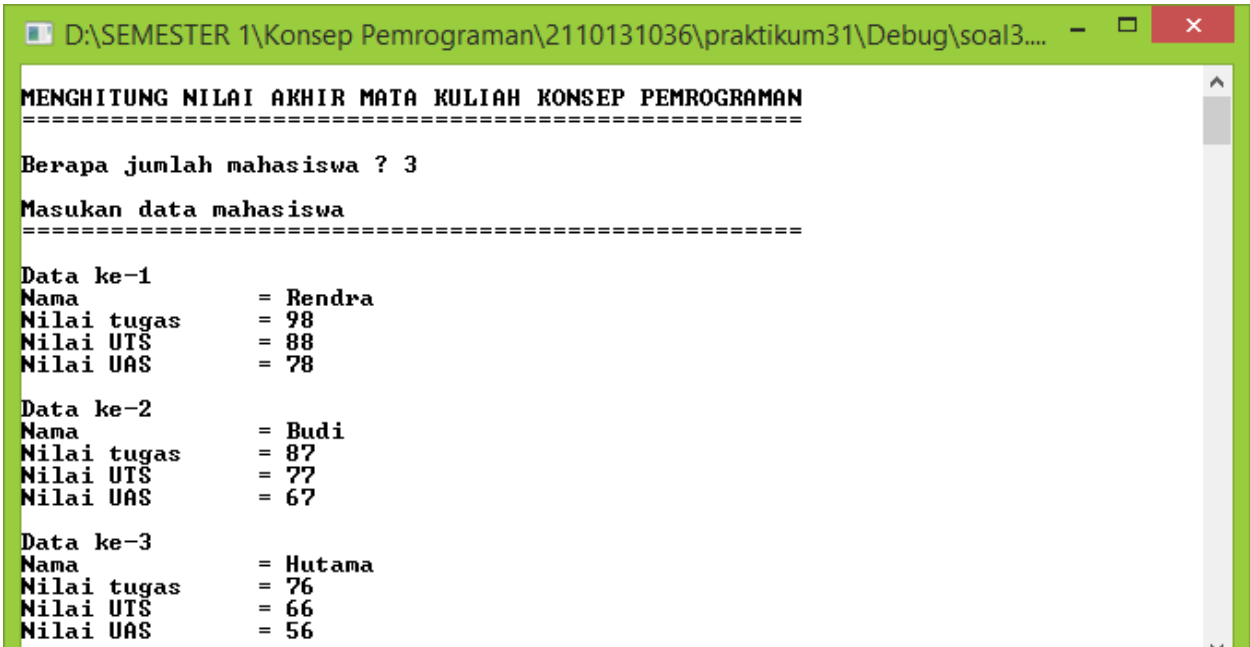 D:\SEMESTER 1\Konsep Pemrograman\2110131036\praktikum31\Debug\soal3....
MENGHITUNG NILAI AKHIR MATA KULIAH KONSEP PEMROGRAMAN
=====================================================
Berapa jumlah mahasiswa ? 3
Masukan data mahasiswa
=====================================================
Data ke-1
Nama = Rendra
Nilai tugas = 98
Nilai UTS = 88
Nilai UAS = 78
Data ke-2
Nama = Budi
Nilai tugas = 87
Nilai UTS = 77
Nilai UAS = 67
Data ke-3
Nama = Hutama
Nilai tugas = 76
Nilai UTS = 66
Nilai UAS = 56